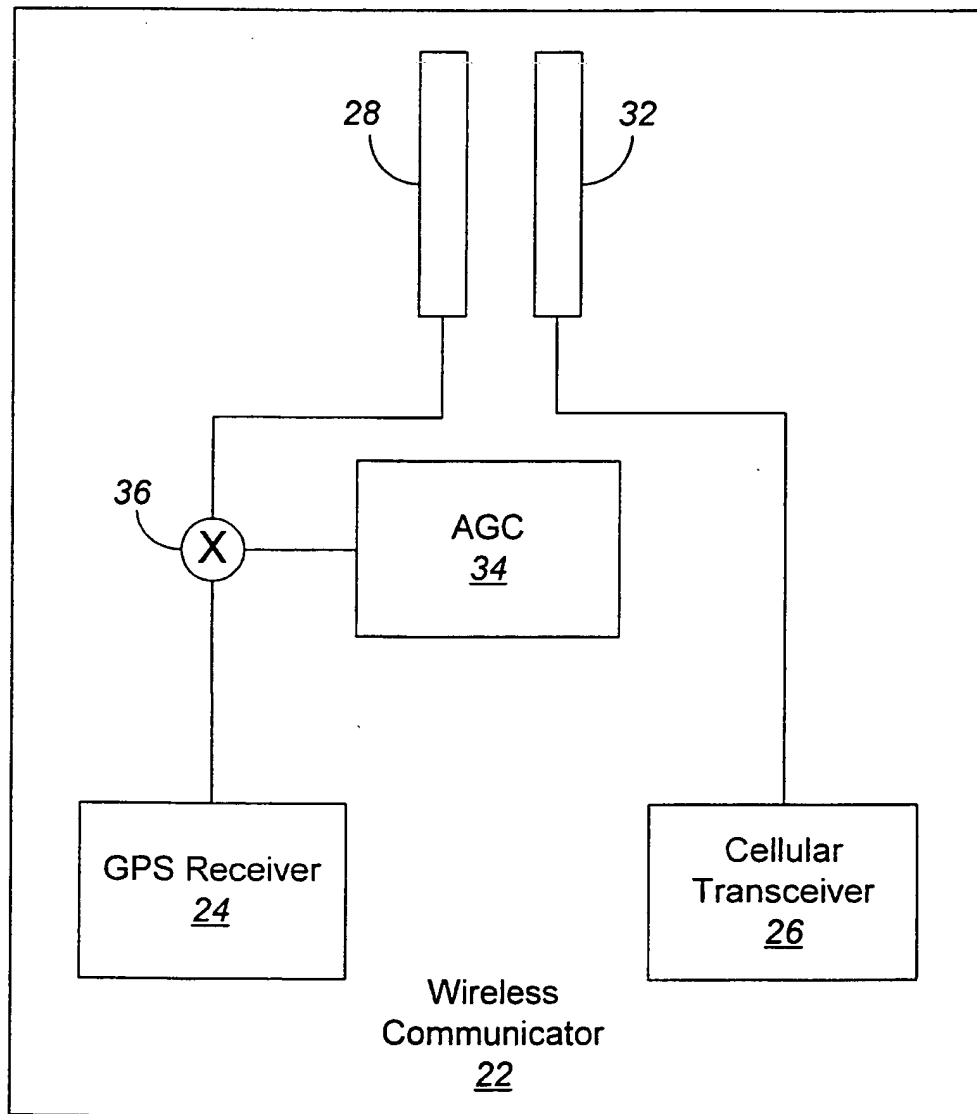 28
32
36
X
AGC
34
GPS Receiver
24
Cellular
Transceiver
26
Wireless
Communicator
22